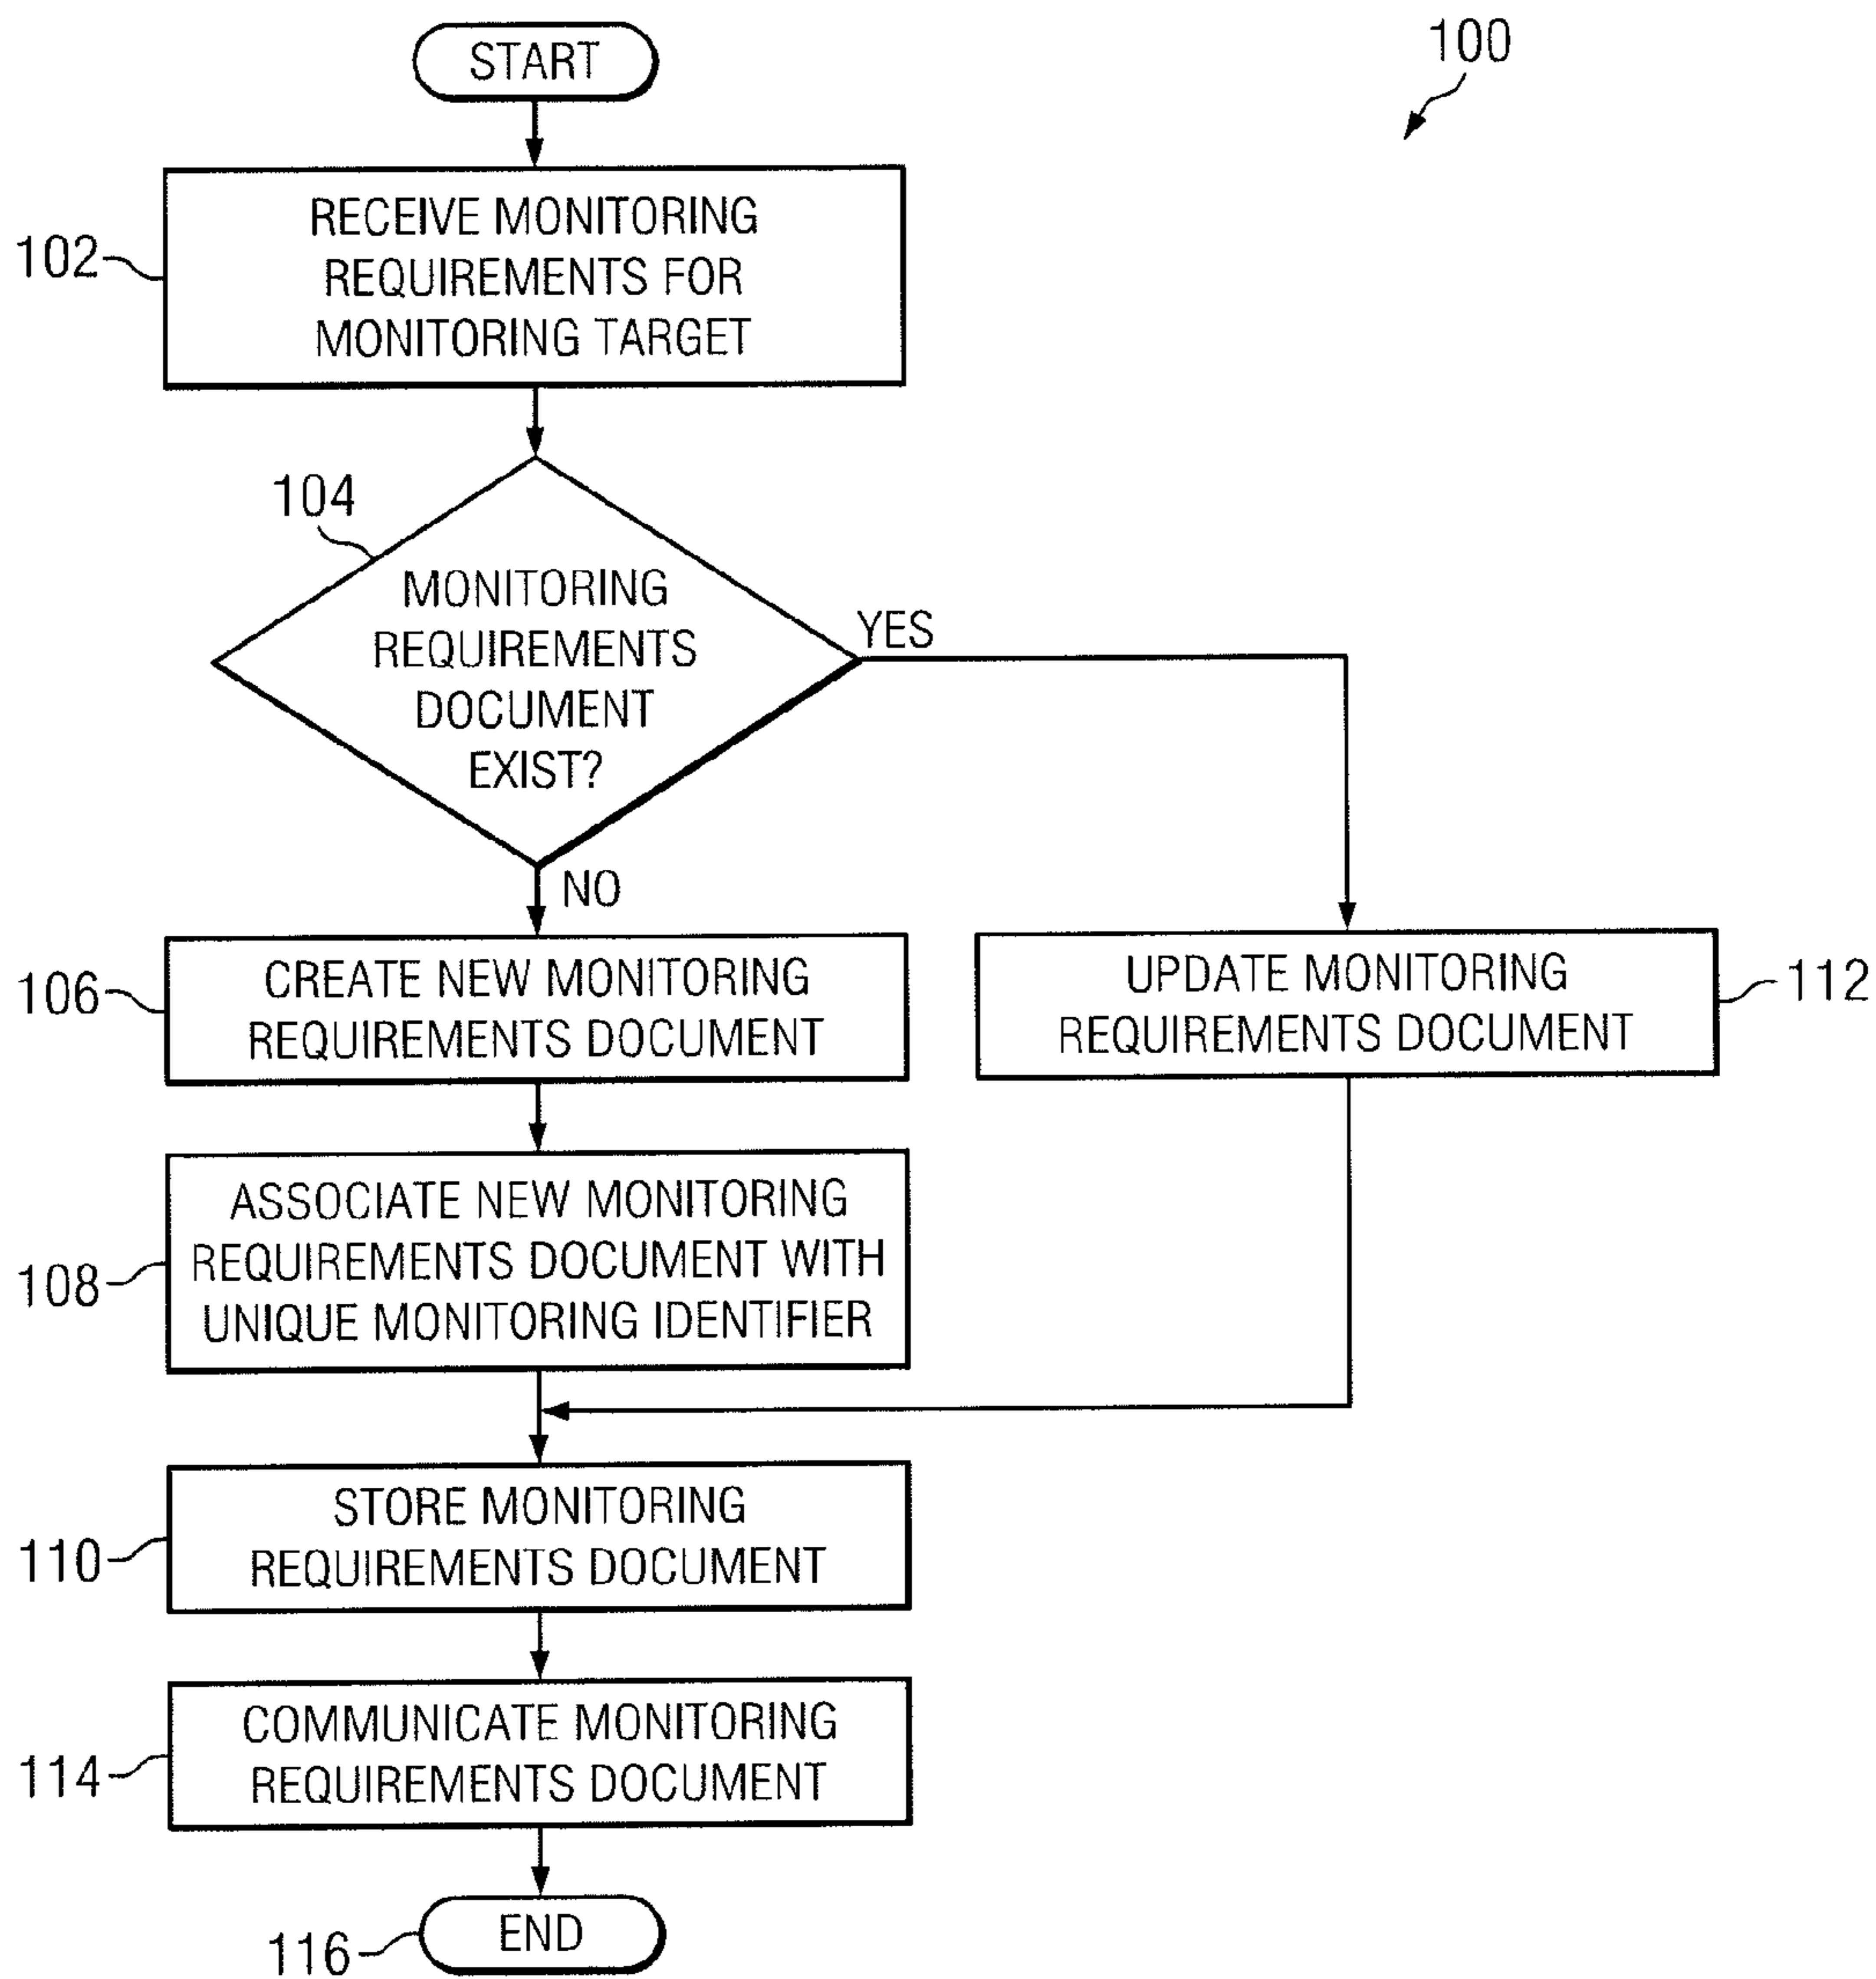 100
START
102
RECEIVE MONITORING
REQUIREMENTS FOR
MONITORING TARGET
104
MONITORING
REQUIREMENTS
DOCUMENT
EXIST?
YES
NO
106
CREATE NEW MONITORING
REQUIREMENTS DOCUMENT
UPDATE MONITORING
REQUIREMENTS DOCUMENT
112
108
ASSOCIATE NEW MONITORING
REQUIREMENTS DOCUMENT WITH
UNIQUE MONITORING IDENTIFIER
110
STORE MONITORING
REQUIREMENTS DOCUMENT
114
COMMUNICATE MONITORING
REQUIREMENTS DOCUMENT
116
END